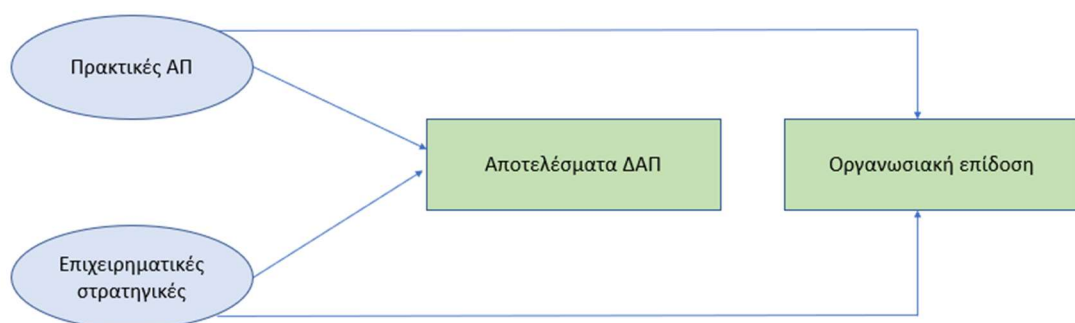 Πρακτικές ΑΠ
Αποτελέσματα ΔΑΠ
Οργανωσιακή επίδοση
Επιχειρηματικές
στρατηγικές